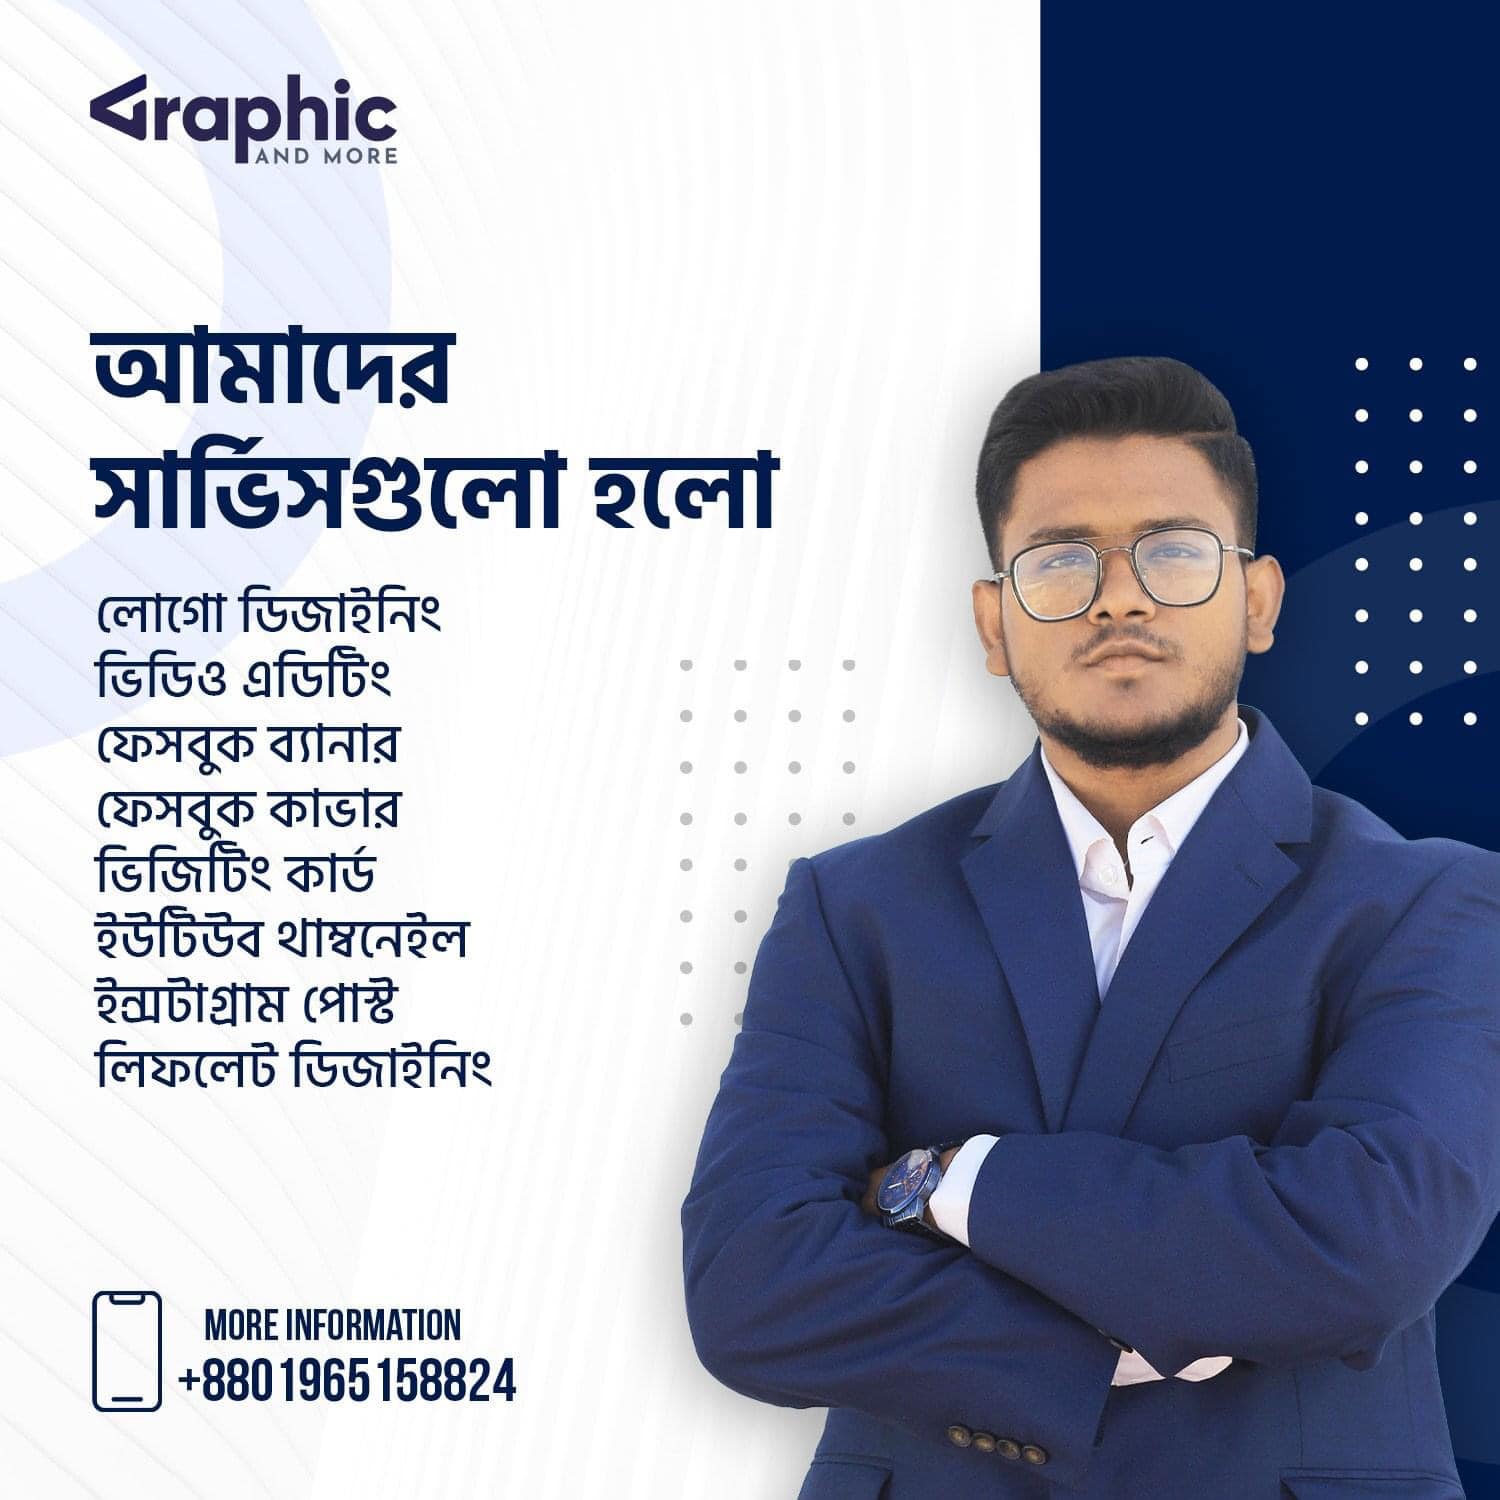 Graphic
AND MORE
আমাদের
সার্ভিসগুলো হলো
লোগো ডিজাইনিং
ভিডিও এডিটিং
ফেসবুক ব্যানার
ফেসবুক কাভার
ভিজিটিং কার্ড
ইউটিউব থাম্বনেইল
ইন্সটাগ্রাম পোস্ট
লিফলেট ডিজাইনিং
MORE INFORMATION
+8801965158824